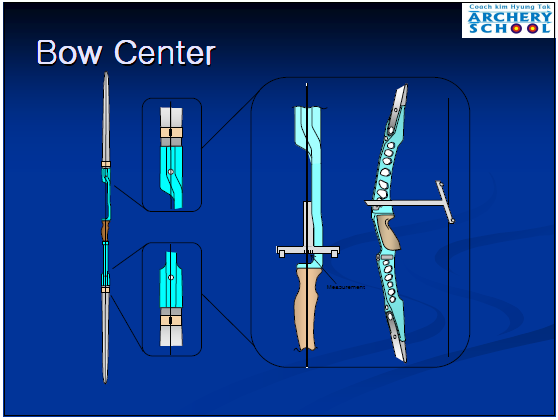 Coach kim Hyung Tak
ARCHERY
SCHOOL
Bow Center
Measurement